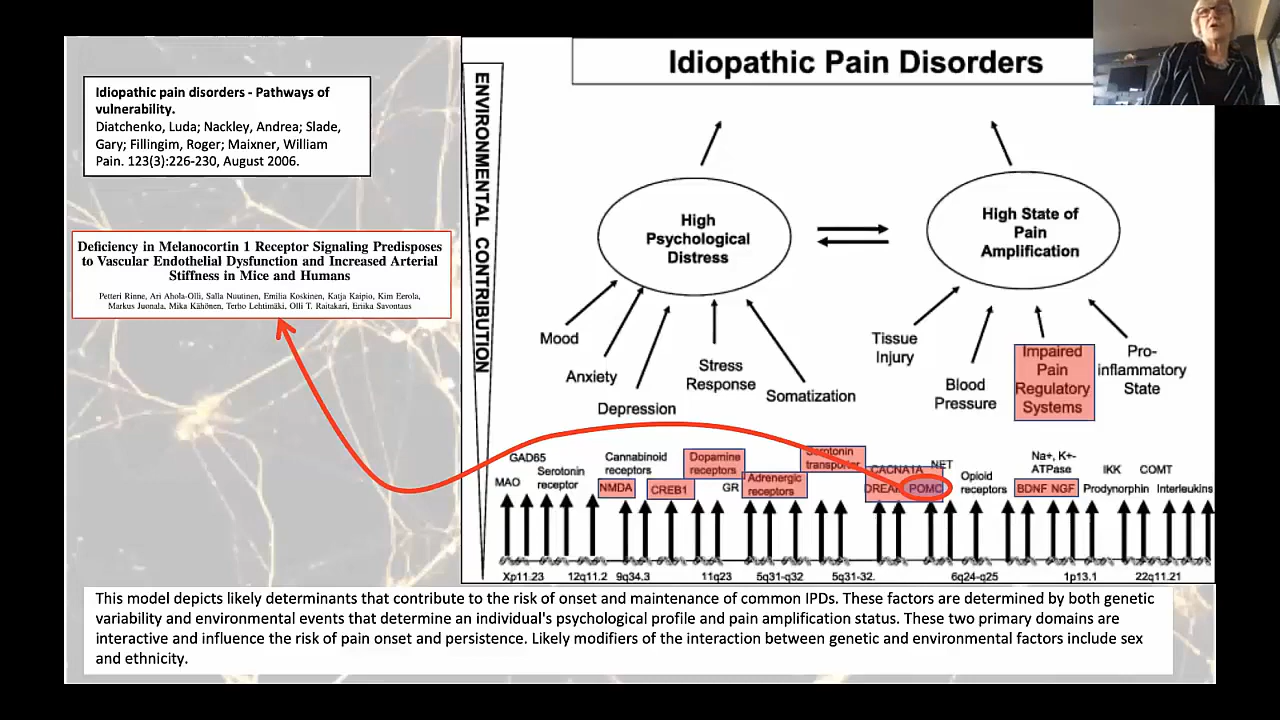 Idiopathic pain disorders - Pathways of
vulnerability.
Diatchenko, Luda; Nackley, Andrea; Slade,
Gary; Fillingim, Roger; Maixner, William
Pain. 123(3):226-230, August 2006.
Deficiency in Melanocortin 1 Receptor Signaling Predisposes
to Vascular Endothelial Dysfunction and Increased Arterial
Stiffness in Mice and Humans
Petteri Rinne, Ari Ahola-Olli, Salla Nuutinen, Emilia Koskinen, Katja Kaipio, Kim Eerola,
Markus Juonala, Mika Kähönen, Terho Lehtimäki, Olli T. Raitakari, Eriika Savontaus
ENVIRONMENTAL CONTRIBUTION
Idiopathic Pain Disorders
High
Psychological
Distress
High State of
Pain
Amplification
Mood
Anxiety
Depression
Stress
Response
Somatization
Tissue
Injury
Blood
Pressure
Impaired
Pain
Regulatory
Systems
Pro-
inflammatory
State
MAO
GAD65
Serotonin
receptor
Cannabinoid
receptors
NMDA
CREB1
Dopamine
receptors
GR
Adrenergic
receptors
Serotonin
transporter
CACNA1A
NET
DREAM
POMC
Opioid
receptors
Na+, K+-
ATPase
BDNF NGF
IKK
Prodynorphin
COMT
Interleukins
Xp11.23
12q11.2
9q34.3
11q23
5q31-q32
5q31-32.
6q24-q25
1p13.1
22q11.21
This model depicts likely determinants that contribute to the risk of onset and maintenance of common IPDs. These factors are determined by both genetic
variability and environmental events that determine an individual's psychological profile and pain amplification status. These two primary domains are
interactive and influence the risk of pain onset and persistence. Likely modifiers of the interaction between genetic and environmental factors include sex
and ethnicity.